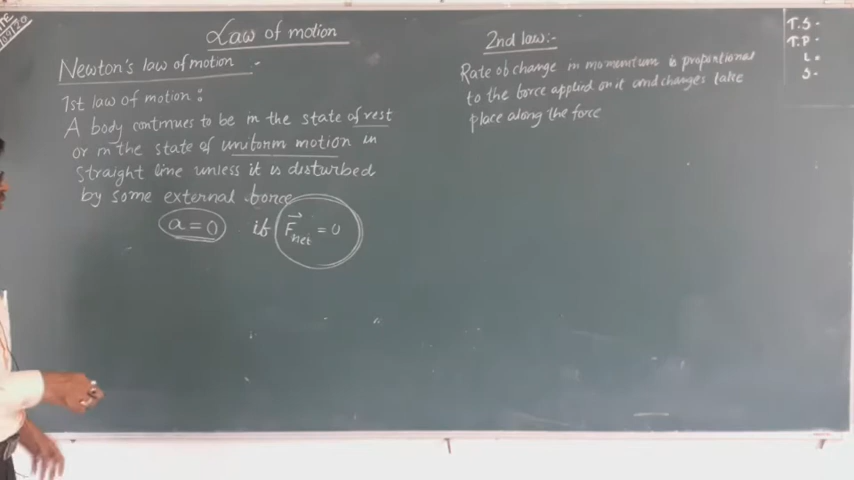 Law of motion
Newton's law of motion :-
1st law of motion :
A body continues to be in the state of rest
or in the state of uniform motion in
straight line unless it is disturbed
by some external force
a = 0 if F⃗net = 0
2nd law:-
Rate of change in momentum is proportional
to the force applied on it and changes take
place along the force
T.S -
T.P -
L -
S -